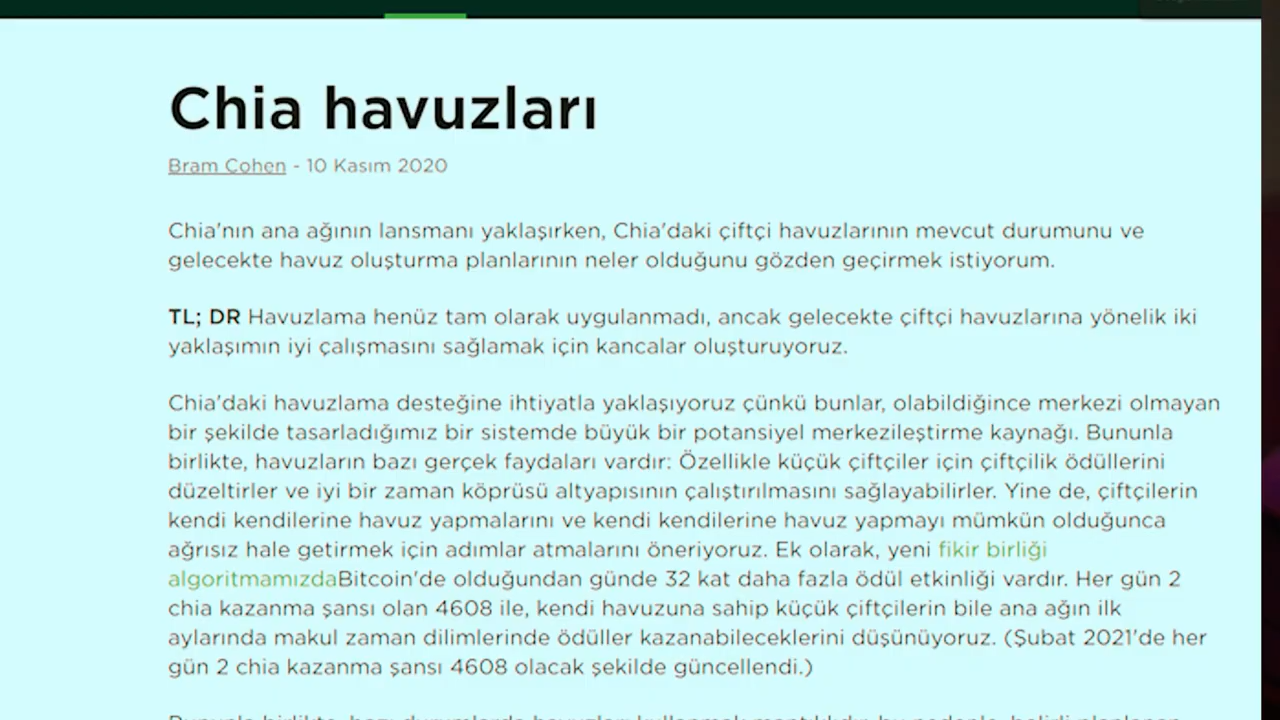 Chia havuzları
Bram Cohen - 10 Kasım 2020
Chia'nın ana ağının lansmanı yaklaşırken, Chia'daki çiftçi havuzlarının mevcut durumunu ve
gelecekte havuz oluşturma planlarının neler olduğunu gözden geçirmek istiyorum.
TL; DR Havuzlama henüz tam olarak uygulanmadı, ancak gelecekte çiftçi havuzlarına yönelik iki
yaklaşımın iyi çalışmasını sağlamak için kancalar oluşturuyoruz.
Chia'daki havuzlama desteğine ihtiyatla yaklaşıyoruz çünkü bunlar, olabildiğince merkezi olmayan
bir şekilde tasarladığımız bir sistemde büyük bir potansiyel merkezileştirme kaynağı. Bununla
birlikte, havuzların bazı gerçek faydaları vardır: Özellikle küçük çiftçiler için çiftçilik ödüllerini
düzeltirler ve iyi bir zaman köprüsü altyapısının çalıştırılmasını sağlayabilirler. Yine de, çiftçilerin
kendi kendilerine havuz yapmalarını ve kendi kendilerine havuz yapmayı mümkün olduğunca
ağrısız hale getirmek için adımlar atmalarını öneriyoruz. Ek olarak, yeni fikir birliği
algoritmamızdaBitcoin'de olduğundan günde 32 kat daha fazla ödül etkinliği vardır. Her gün 2
chia kazanma şansı olan 4608 ile, kendi havuzuna sahip küçük çiftçilerin bile ana ağın ilk
aylarında makul zaman dilimlerinde ödüller kazanabileceklerini düşünüyoruz. (Şubat 2021'de her
gün 2 chia kazanma şansı 4608 olacak şekilde güncellendi.)